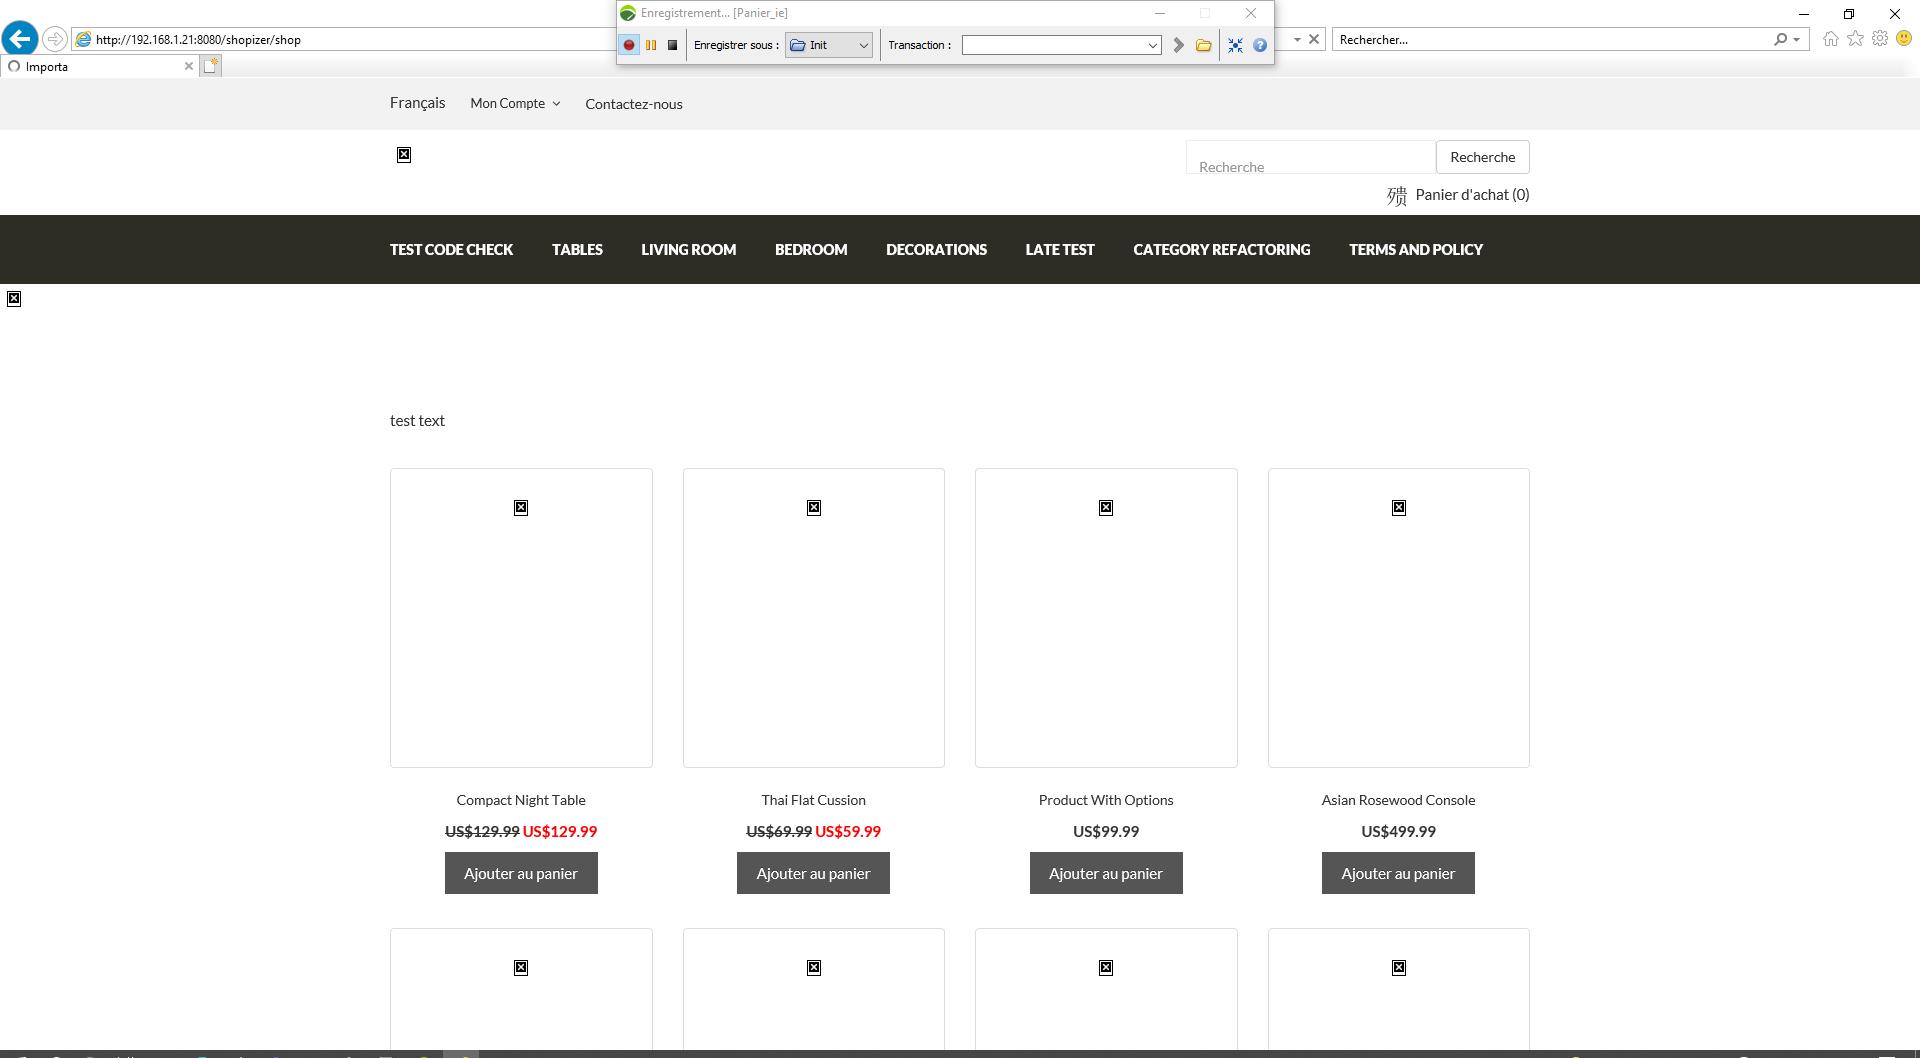 Enregistrement... [Panier_ie]
http://192.168.1.21:8080/shopizer/shop
Enregistrer sous : Init Transaction :
Rechercher...
Importa
Français Mon Compte Contactez-nous
Recherche Recherche
Panier d'achat (0)
TEST CODE CHECK TABLES LIVING ROOM BEDROOM DECORATIONS LATE TEST CATEGORY REFACTORING TERMS AND POLICY
test text
Compact Night Table Thai Flat Cussion Product With Options Asian Rosewood Console
US$129.99 US$129.99 US$69.99 US$59.99 US$99.99 US$499.99
Ajouter au panier Ajouter au panier Ajouter au panier Ajouter au panier